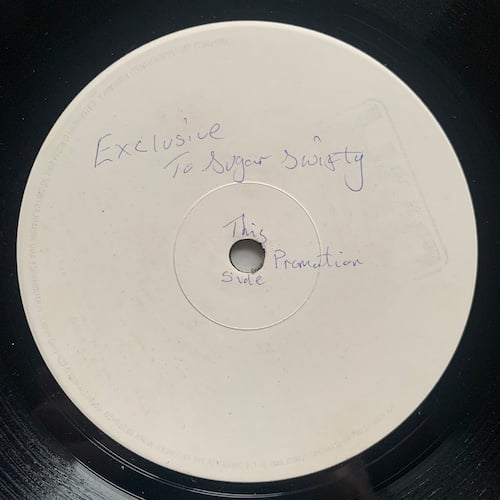 Exclusive
To Sugar Swifty
This
Side Promotion